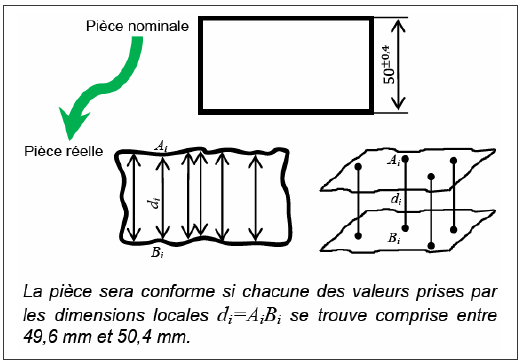 Pièce nominale
50±0,4
Pièce réelle
Ai
di
Bi
Ai
di
Bi
La pièce sera conforme si chacune des valeurs prises par
les dimensions locales di=AiBi se trouve comprise entre
49,6 mm et 50,4 mm.